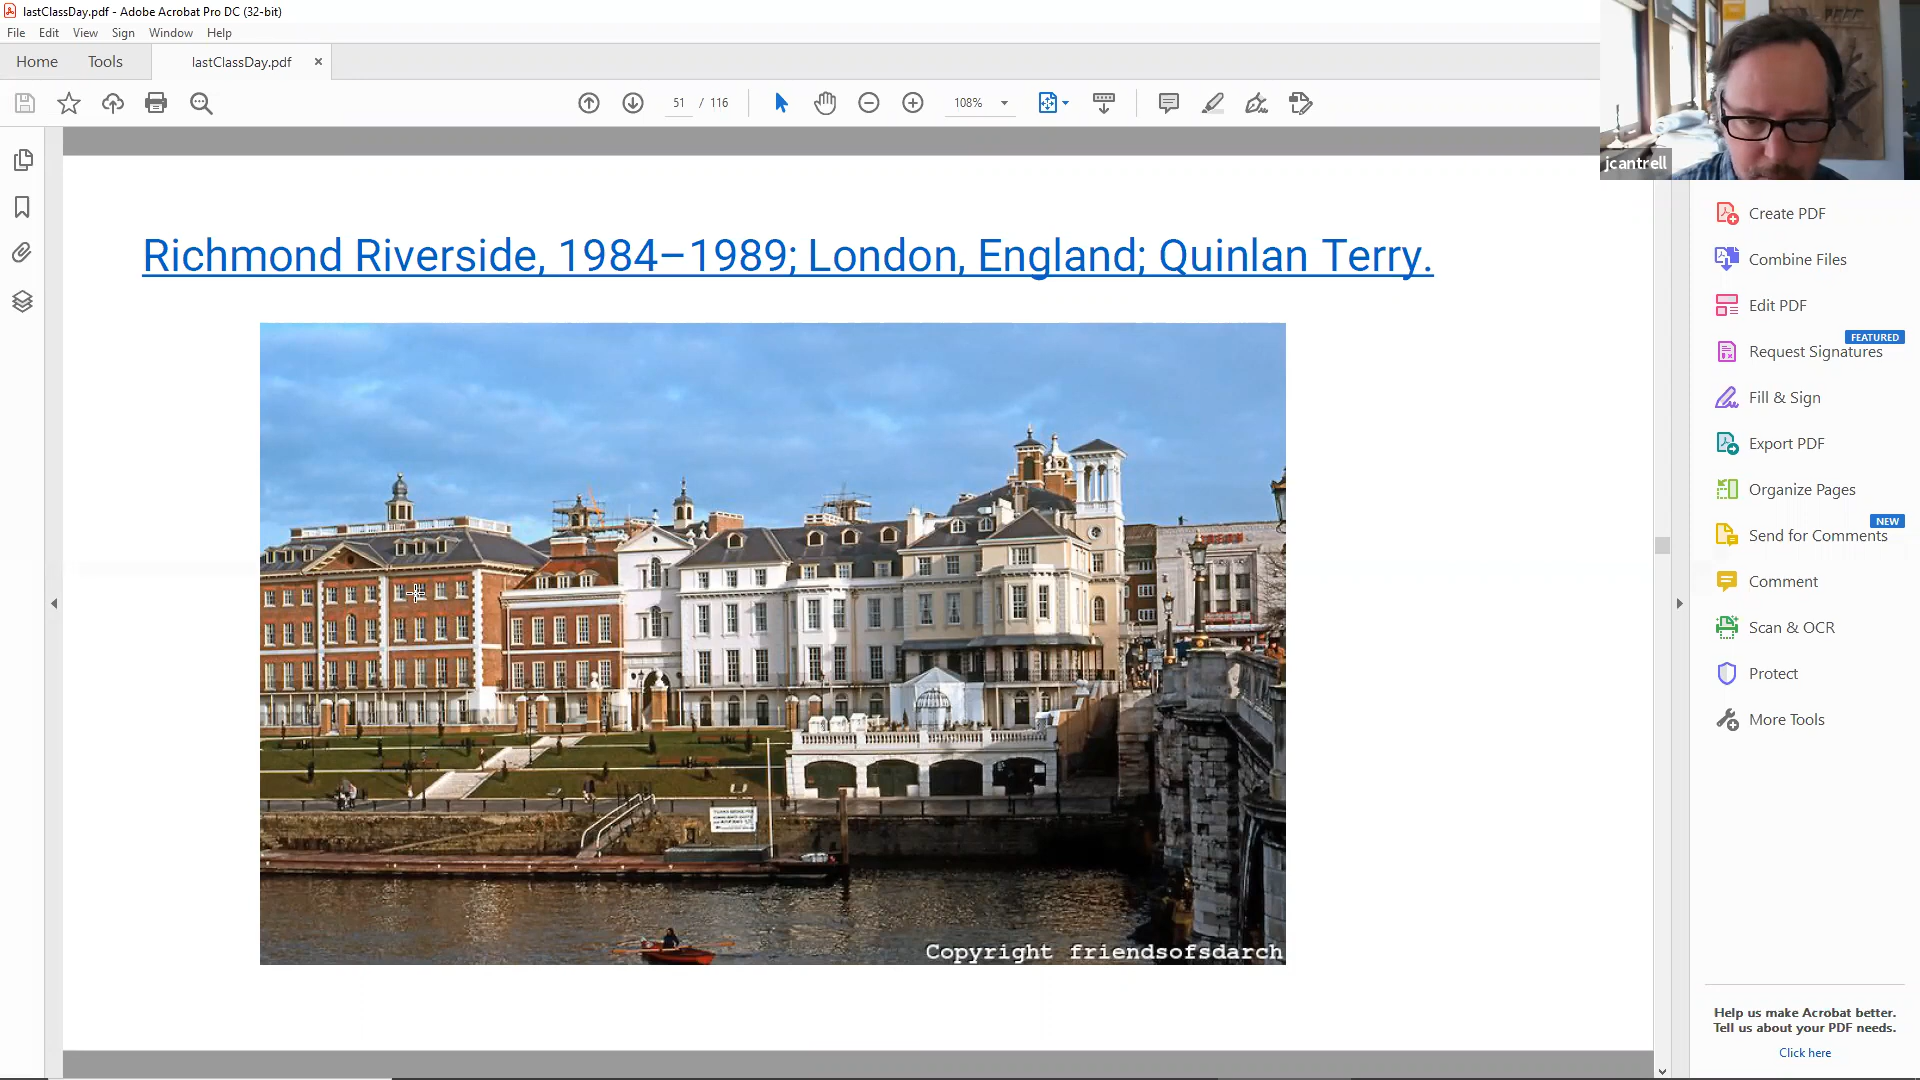 lastClassDay.pdf - Adobe Acrobat Pro DC (32-bit)
File Edit View Sign Window Help
Home Tools lastClassDay.pdf ×
51 / 116 108%
jcantrell
Richmond Riverside, 1984–1989; London, England; Quinlan Terry.
Copyright friendsofsdarch
Create PDF
Combine Files
Edit PDF
FEATURED
Request Signatures
Fill & Sign
Export PDF
Organize Pages
NEW
Send for Comments
Comment
Scan & OCR
Protect
More Tools
Help us make Acrobat better.
Tell us about your PDF needs.
Click here